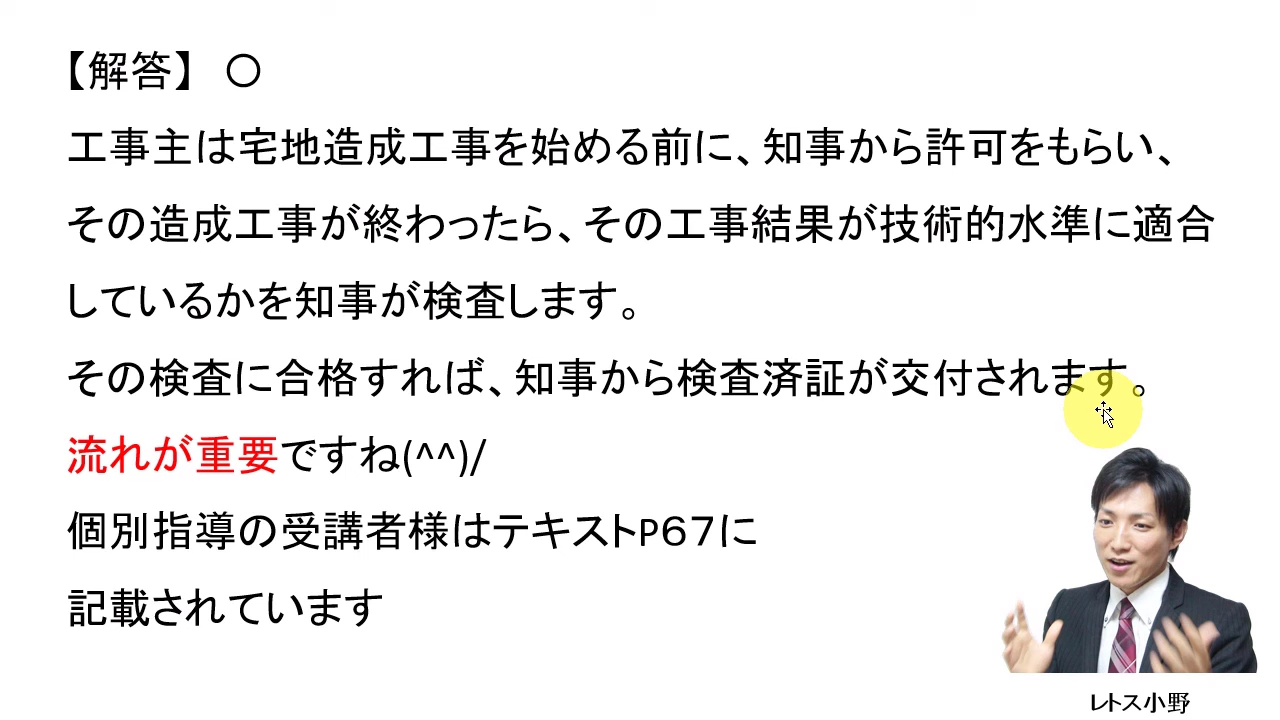 【解答】 ○
工事主は宅地造成工事を始める前に、知事から許可をもらい、
その造成工事が終わったら、その工事結果が技術的水準に適合
しているかを知事が検査します。
その検査に合格すれば、知事から検査済証が交付されます。
流れが重要ですね(^^)/
個別指導の受講者様はテキストP67に
記載されています
レトス小野